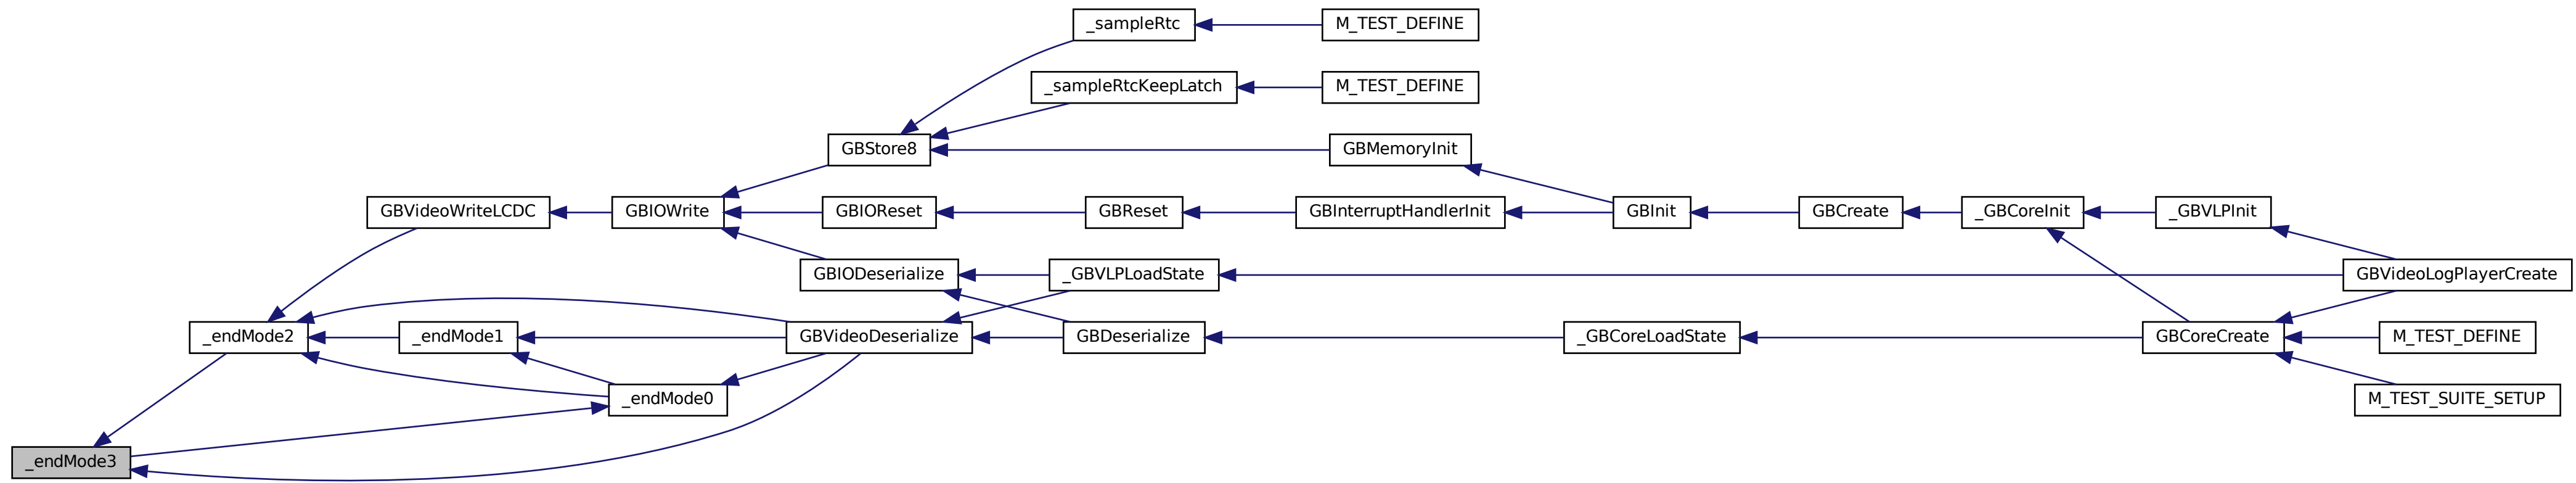 _sampleRtc
M_TEST_DEFINE
_sampleRtcKeepLatch
M_TEST_DEFINE
GBStore8
GBMemoryInit
GBVideoWriteLCDC
GBIOWrite
GBIOReset
GBReset
GBInterruptHandlerInit
GBInit
GBCreate
_GBCoreInit
_GBVLPInit
GBIODeserialize
_GBVLPLoadState
GBVideoLogPlayerCreate
_endMode2
_endMode1
GBVideoDeserialize
GBDeserialize
_GBCoreLoadState
GBCoreCreate
M_TEST_DEFINE
_endMode0
M_TEST_SUITE_SETUP
_endMode3